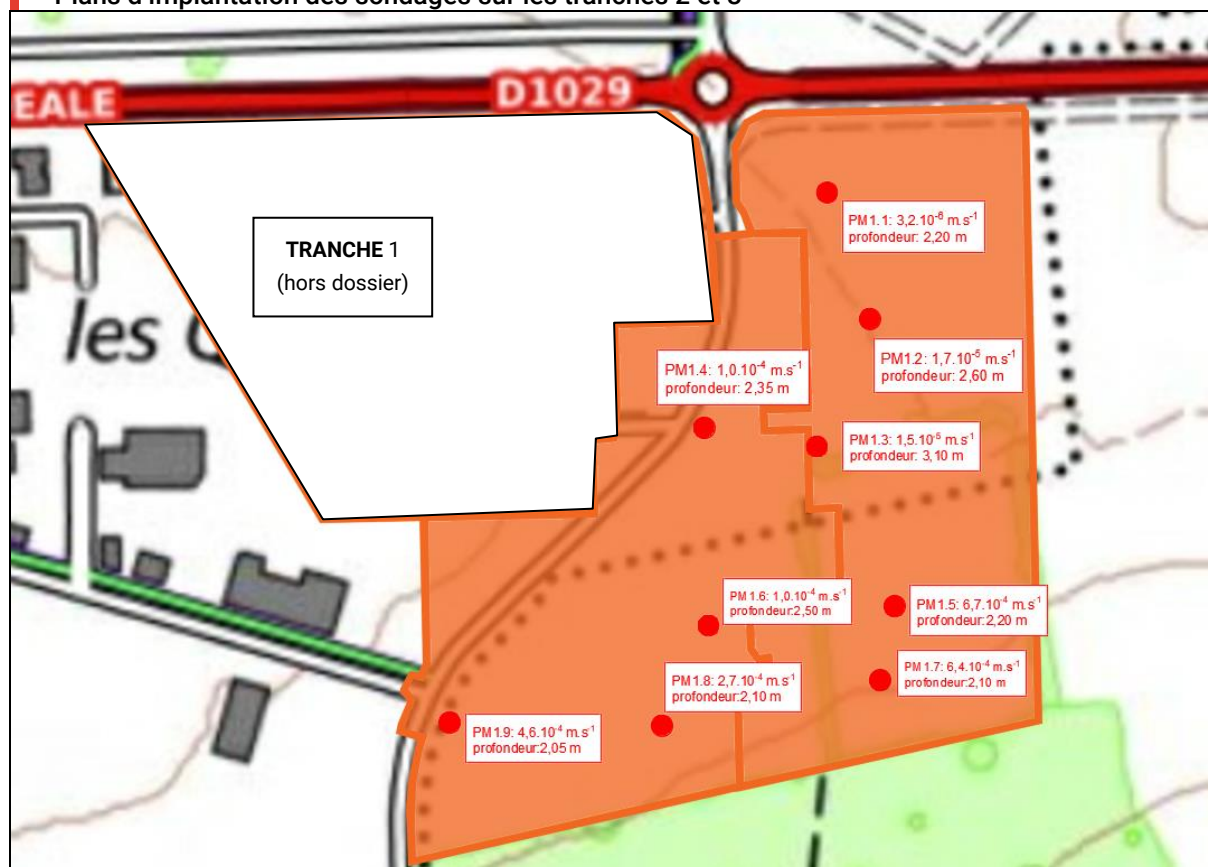 Plans d'implantation des sondages sur les tranches 2 et 3
EALE
D1029
TRANCHE 1
(hors dossier)
les
PM1.1: 3,2.10⁻⁶ m.s⁻¹
profondeur: 2,20 m
PM1.2: 1,7.10⁻⁵ m.s⁻¹
profondeur: 2,60 m
PM1.4: 1,0.10⁻⁴ m.s⁻¹
profondeur: 2,35 m
PM1.3: 1,5.10⁻⁵ m.s⁻¹
profondeur: 3,10 m
PM1.6: 1,0.10⁻⁴ m.s⁻¹
profondeur:2,50 m
PM1.5: 6,7.10⁻⁴ m.s⁻¹
profondeur:2,20 m
PM1.8: 2,7.10⁻⁴ m.s⁻¹
profondeur:2,10 m
PM1.7: 6,4.10⁻⁴ m.s⁻¹
profondeur:2,10 m
PM1.9: 4,6.10⁻⁴ m.s⁻¹
profondeur:2,05 m